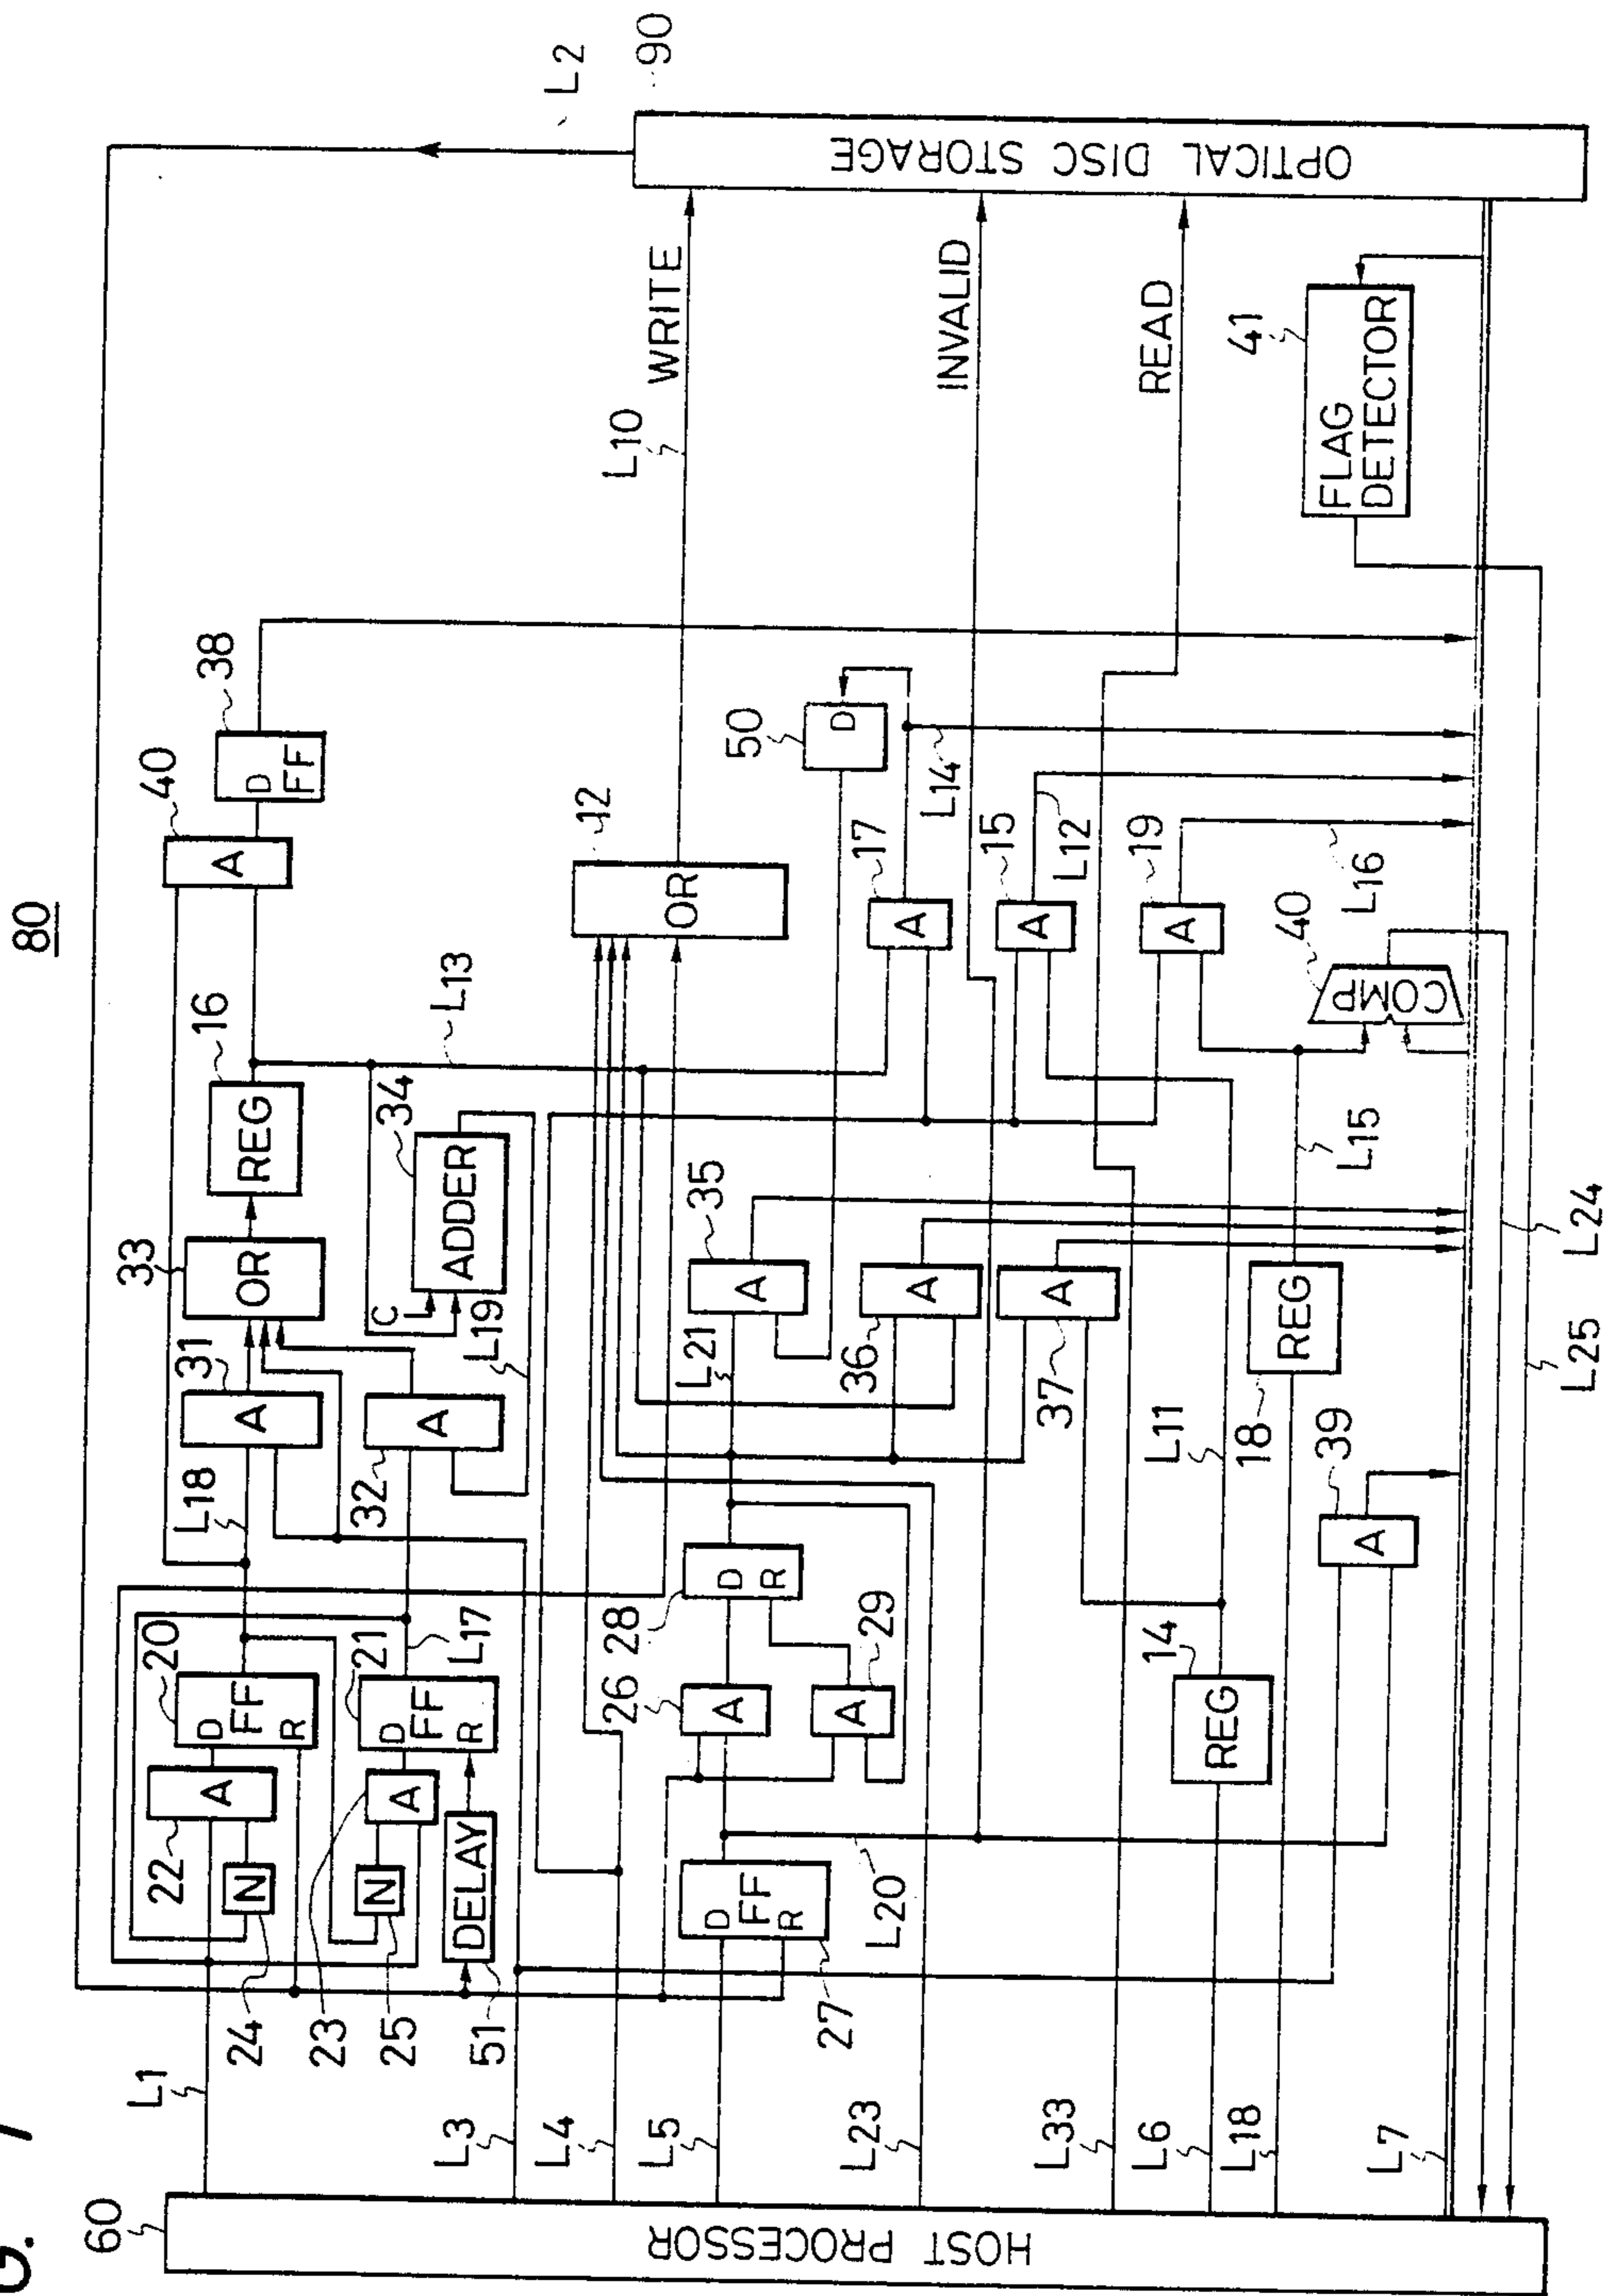 80
60
HOST PROCESSOR
L1
L3
L4
L5
L23
L33
L6
L18
L7
22
A
24
N
20
D
FF
R
23
A
25
N
21
D
FF
R
51
DELAY
L17
L18
31
A
32
A
33
OR
16
REG
C
34
ADDER
L19
L13
40
A
38
D
FF
L2
90
OPTICAL DISC STORAGE
12
OR
L10
WRITE
INVALID
READ
27
D
FF
R
L20
26
A
29
A
28
D
R
L21
35
A
36
A
37
A
50
D
17
A
L14
15
A
L12
19
A
L16
14
REG
L11
18
REG
L15
40
COMP
39
A
41
FLAG
DETECTOR
L24
L25